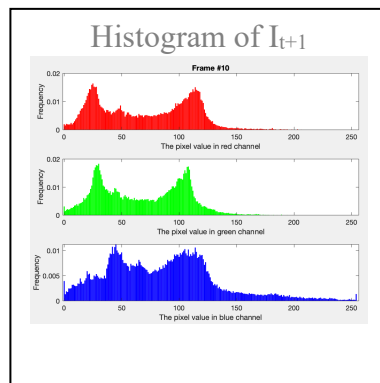 Histogram of Iₜ₊₁
Frame #10
0.02
0.01
0
Frequency
0 50 100 150 200 250
The pixel value in red channel
0.02
0.01
0
Frequency
0 50 100 150 200 250
The pixel value in green channel
0.01
0.005
0
Frequency
0 50 100 150 200 250
The pixel value in blue channel